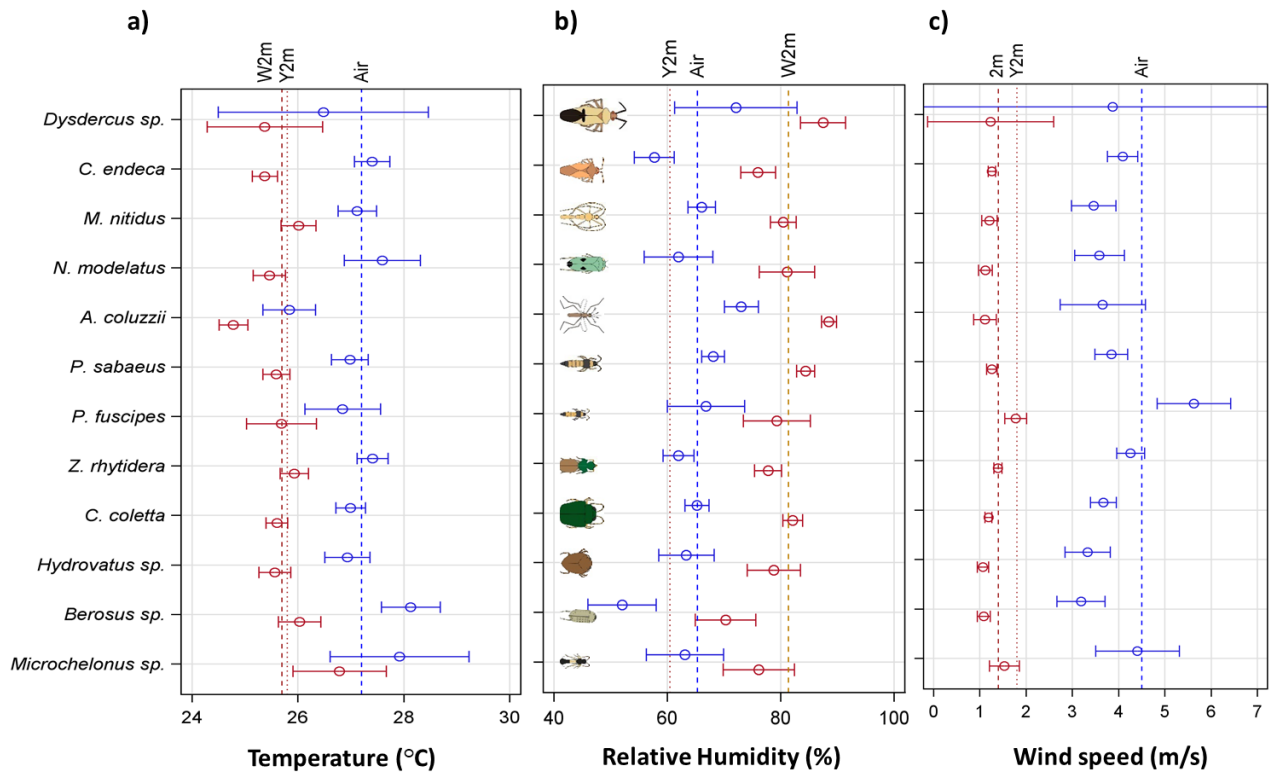 a)
b)
c)
W2m
Y2m
Air
Y2m
Air
W2m
2m
Y2m
Air
Dysdercus sp.
C. endeca
M. nitidus
N. modelatus
A. coluzzii
P. sabaeus
P. fuscipes
Z. rhytidera
C. coletta
Hydrovatus sp.
Berosus sp.
Microchelonus sp.
24 26 28 30
40 60 80 100
0 1 2 3 4 5 6 7
Temperature (°C)
Relative Humidity (%)
Wind speed (m/s)